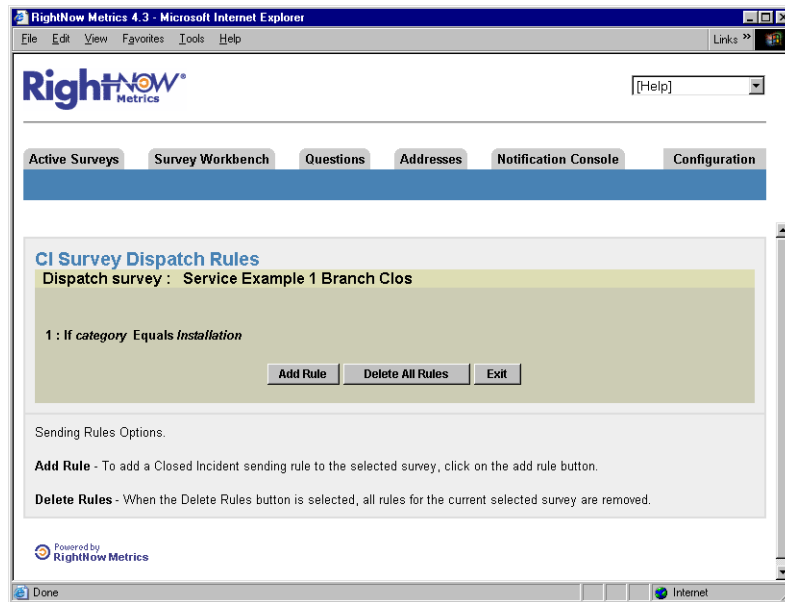 RightNow Metrics 4.3 - Microsoft Internet Explorer
File Edit View Favorites Tools Help Links »
RightNOW®
Metrics
[Help]
Active Surveys Survey Workbench Questions Addresses Notification Console Configuration
CI Survey Dispatch Rules
Dispatch survey : Service Example 1 Branch Clos
1 : If category Equals Installation
Add Rule Delete All Rules Exit
Sending Rules Options.
Add Rule - To add a Closed Incident sending rule to the selected survey, click on the add rule button.
Delete Rules - When the Delete Rules button is selected, all rules for the current selected survey are removed.
Powered by
RightNow Metrics
Done Internet